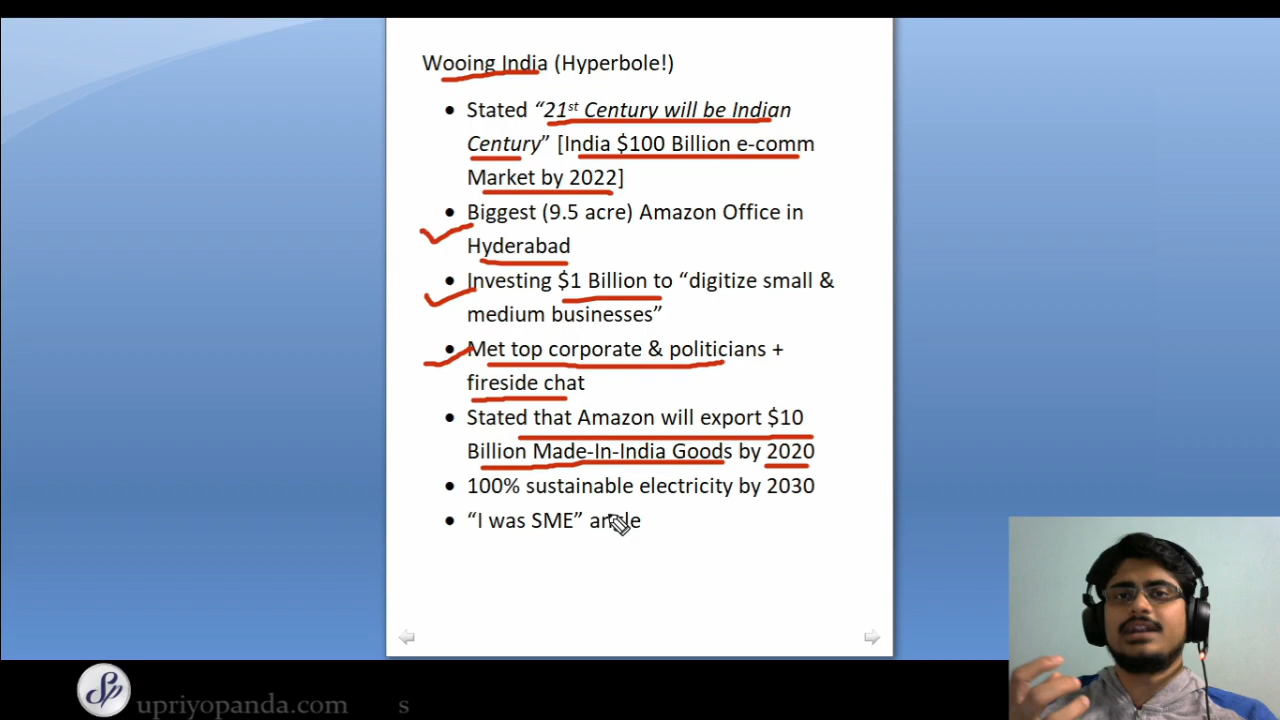 Wooing India (Hyperbole!)
• Stated “21st Century will be Indian
Century” [India $100 Billion e-comm
Market by 2022]
• Biggest (9.5 acre) Amazon Office in
Hyderabad
• Investing $1 Billion to “digitize small &
medium businesses”
• Met top corporate & politicians +
fireside chat
• Stated that Amazon will export $10
Billion Made-In-India Goods by 2020
• 100% sustainable electricity by 2030
• “I was SME” article
upriyopanda.com s